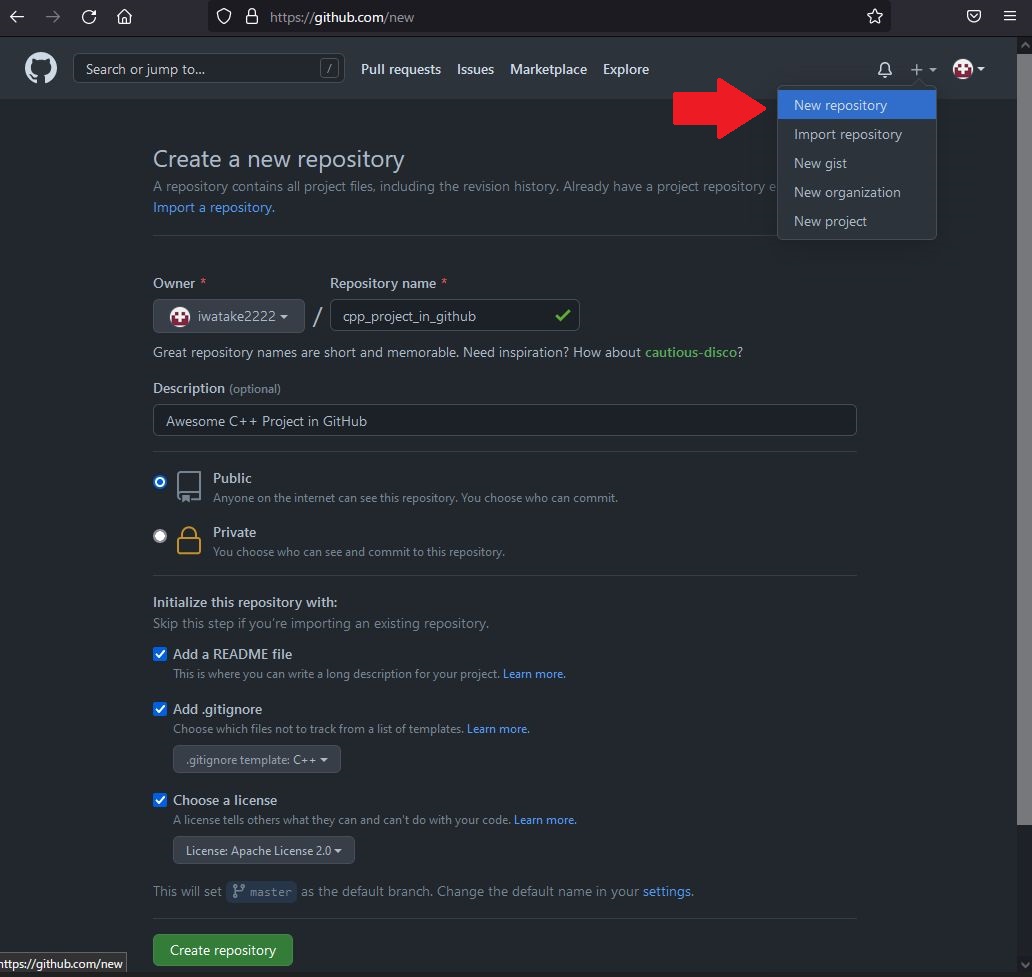 https://github.com/new
Search or jump to... /
Pull requests Issues Marketplace Explore
New repository
Import repository
New gist
New organization
New project
Create a new repository
A repository contains all project files, including the revision history. Already have a project repository
Import a repository.
Owner * Repository name *
iwatake2222 / cpp_project_in_github
Great repository names are short and memorable. Need inspiration? How about cautious-disco?
Description (optional)
Awesome C++ Project in GitHub
Public
Anyone on the internet can see this repository. You choose who can commit.
Private
You choose who can see and commit to this repository.
Initialize this repository with:
Skip this step if you're importing an existing repository.
Add a README file
This is where you can write a long description for your project. Learn more.
Add .gitignore
Choose which files not to track from a list of templates. Learn more.
.gitignore template: C++
Choose a license
A license tells others what they can and can't do with your code. Learn more.
License: Apache License 2.0
This will set master as the default branch. Change the default name in your settings.
Create repository
https://github.com/new